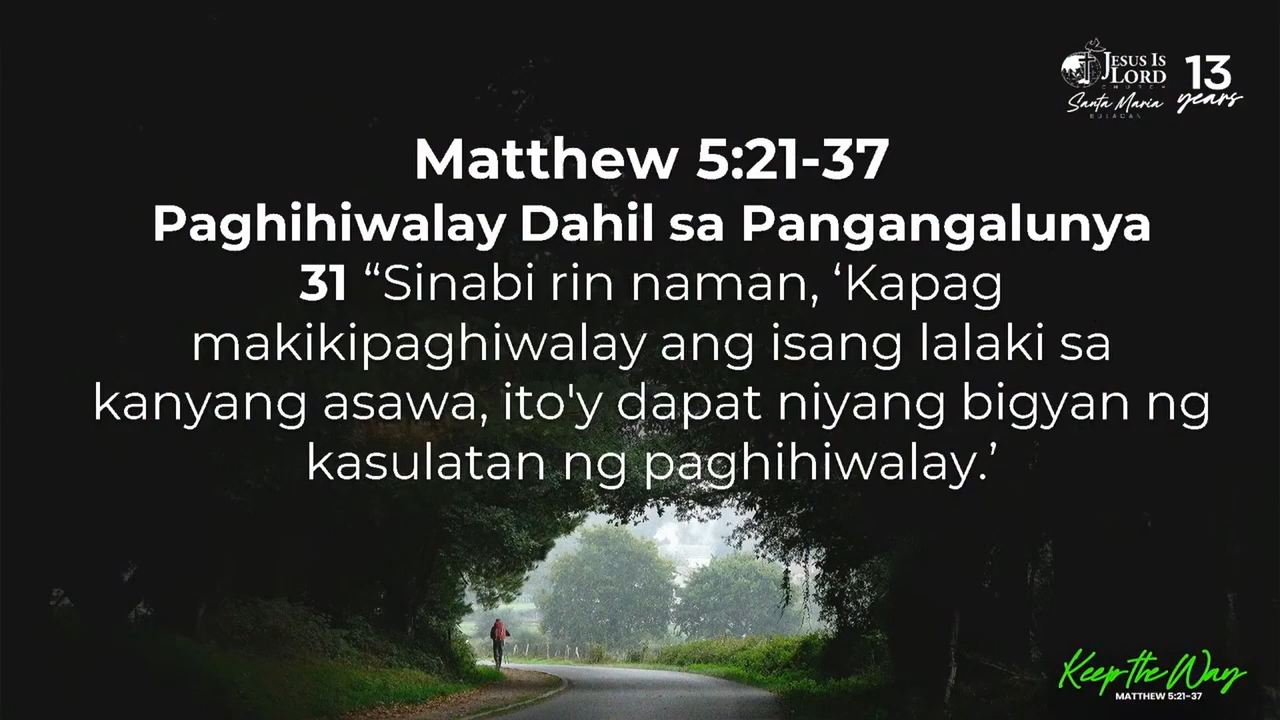 JESUS IS
LORD
CHURCH
Santa Maria
BULACAN
13
years
Matthew 5:21-37
Paghihiwalay Dahil sa Pangangalunya
31 “Sinabi rin naman, ‘Kapag
makikipaghiwalay ang isang lalaki sa
kanyang asawa, ito'y dapat niyang bigyan ng
kasulatan ng paghihiwalay.’
Keep the Way
MATTHEW 5:21-37